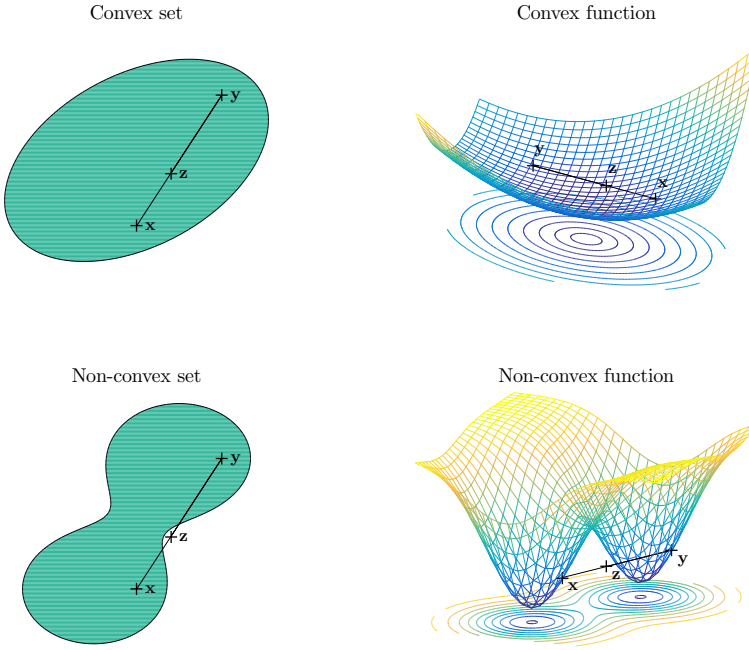 Convex set
Convex function
y
z
x
y
z
x
Non-convex set
Non-convex function
y
z
x
y
z
x